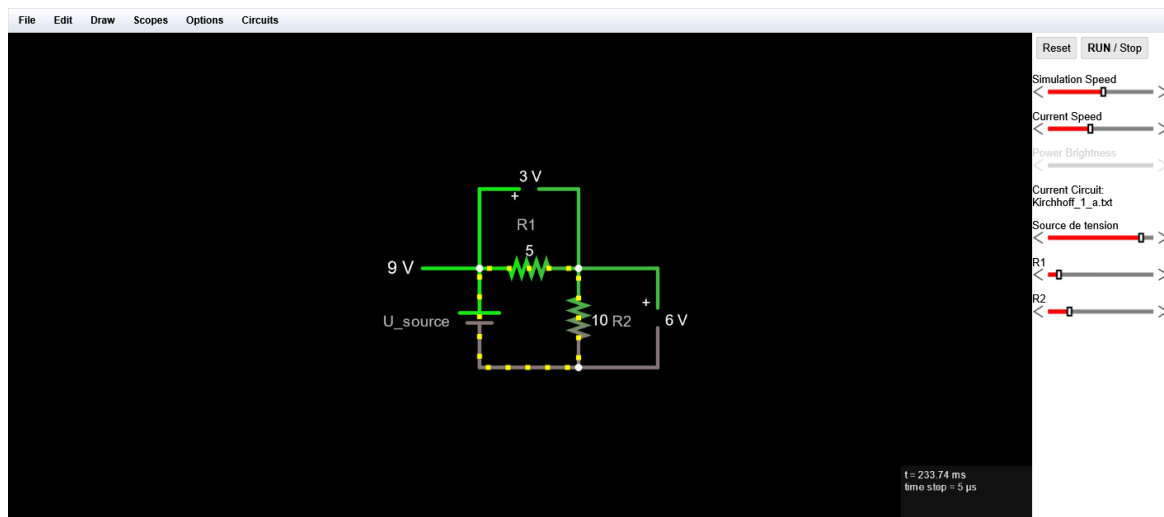 File Edit Draw Scopes Options Circuits
Reset RUN / Stop
Simulation Speed
Current Speed
Power Brightness
Current Circuit:
Kirchhoff_1_a.txt
Source de tension
R1
R2
3 V
+
R1
5
9 V
+
U_source
10 R2
6 V
t = 233.74 ms
time step = 5 µs